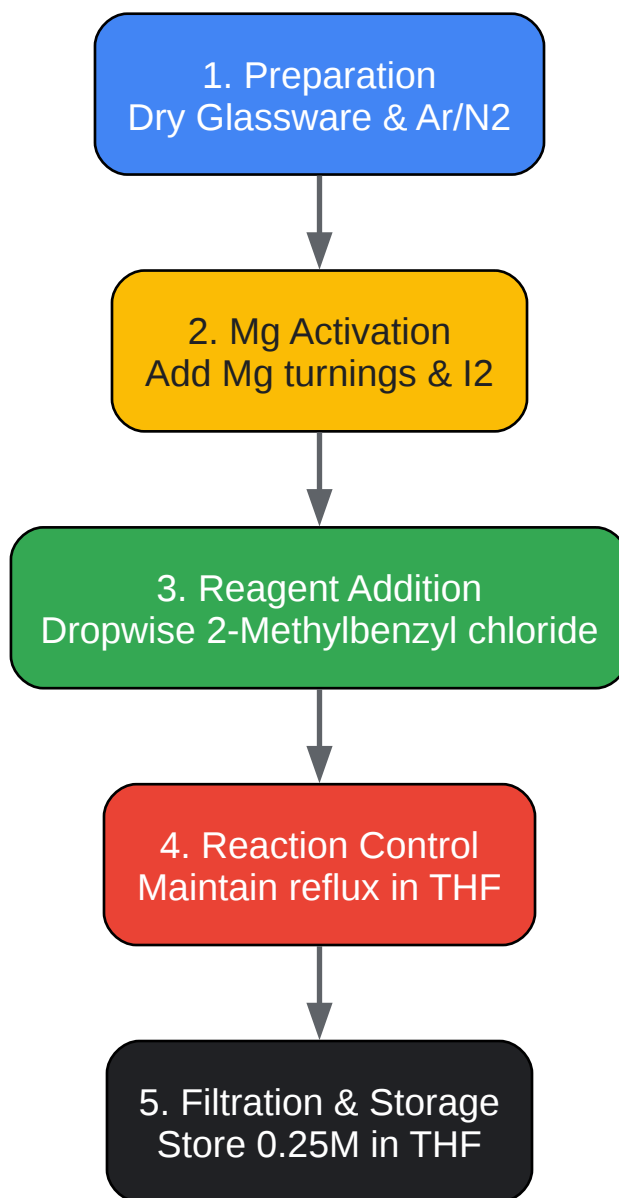 1. Preparation
Dry Glassware & Ar/N2
2. Mg Activation
Add Mg turnings & I2
3. Reagent Addition
Dropwise 2-Methylbenzyl chloride
4. Reaction Control
Maintain reflux in THF
5. Filtration & Storage
Store 0.25M in THF